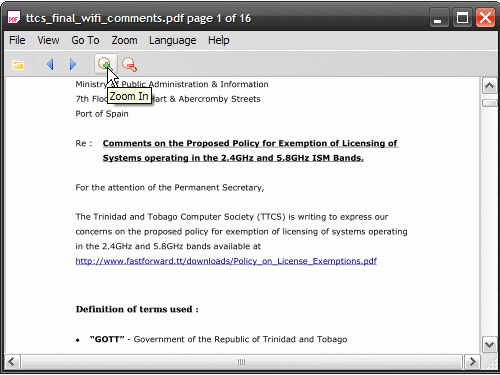 ttcs_final_wifi_comments.pdf page 1 of 16
File View Go To Zoom Language Help
Zoom In
Ministry of Public Administration & Information
7th Floo art & Abercromby Streets
Port of Spain
Re : Comments on the Proposed Policy for Exemption of Licensing of
Systems operating in the 2.4GHz and 5.8GHz ISM Bands.
For the attention of the Permanent Secretary,
The Trinidad and Tobago Computer Society (TTCS) is writing to express our
concerns on the proposed policy for exemption of licensing of systems operating
in the 2.4GHz and 5.8GHz bands available at
http://www.fastforward.tt/downloads/Policy_on_License_Exemptions.pdf
Definition of terms used :
• “GOTT” - Government of the Republic of Trinidad and Tobago